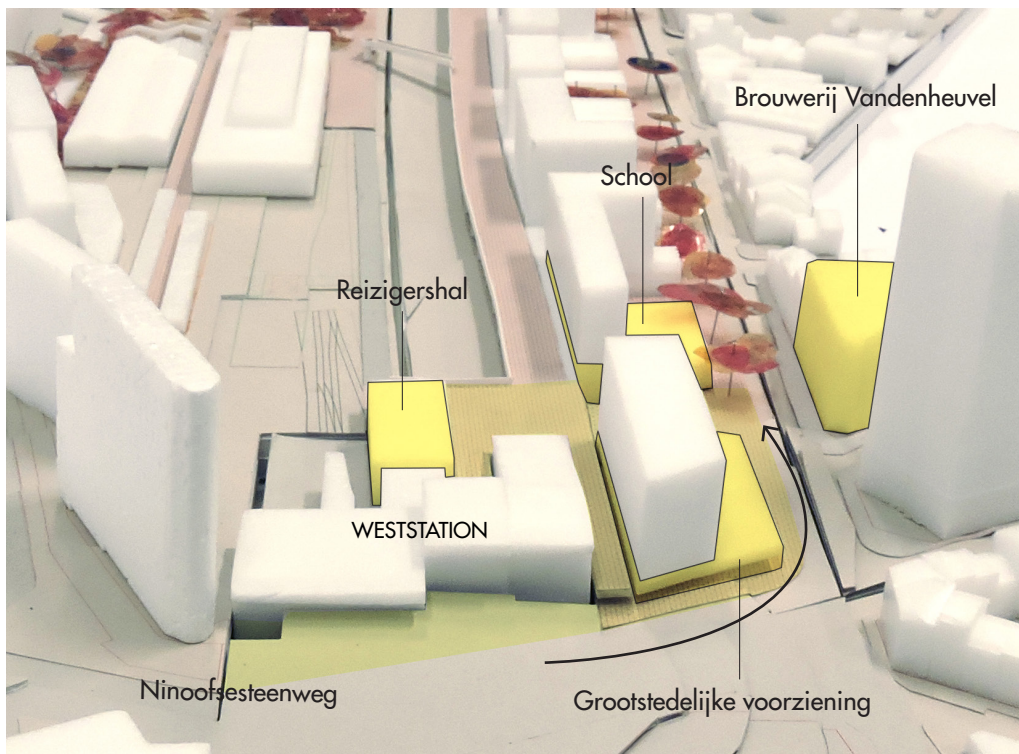 Brouwerij Vandenheuvel
School
Reizigershal
WESTSTATION
Ninoofsesteenweg
Grootstedelijke voorziening